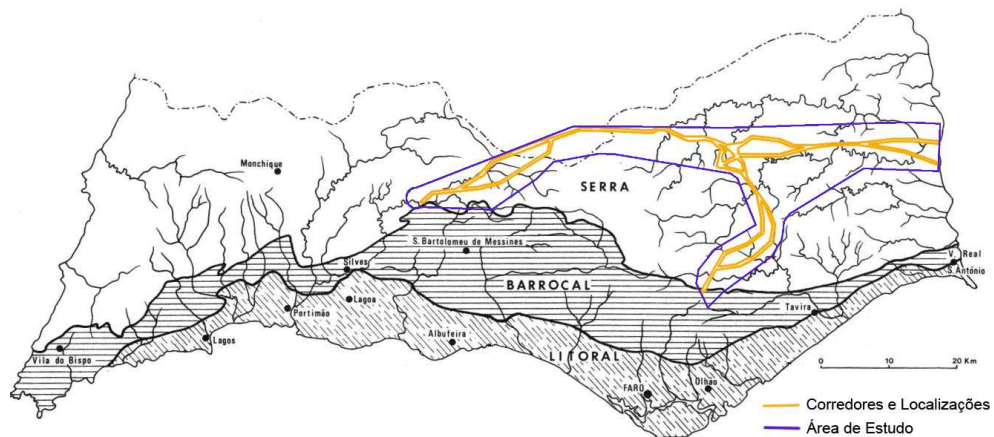 Monchique
SERRA
S. Bartolomeu de Messines
Silves
V. Real
S. António
BARROCAL
Lagoa
Portimão
Tavira
Albufeira
Lagos
Vila do Bispo
LITORAL
0
20 Km
FARO
Olhão
Corredores e Localizações
Área de Estudo